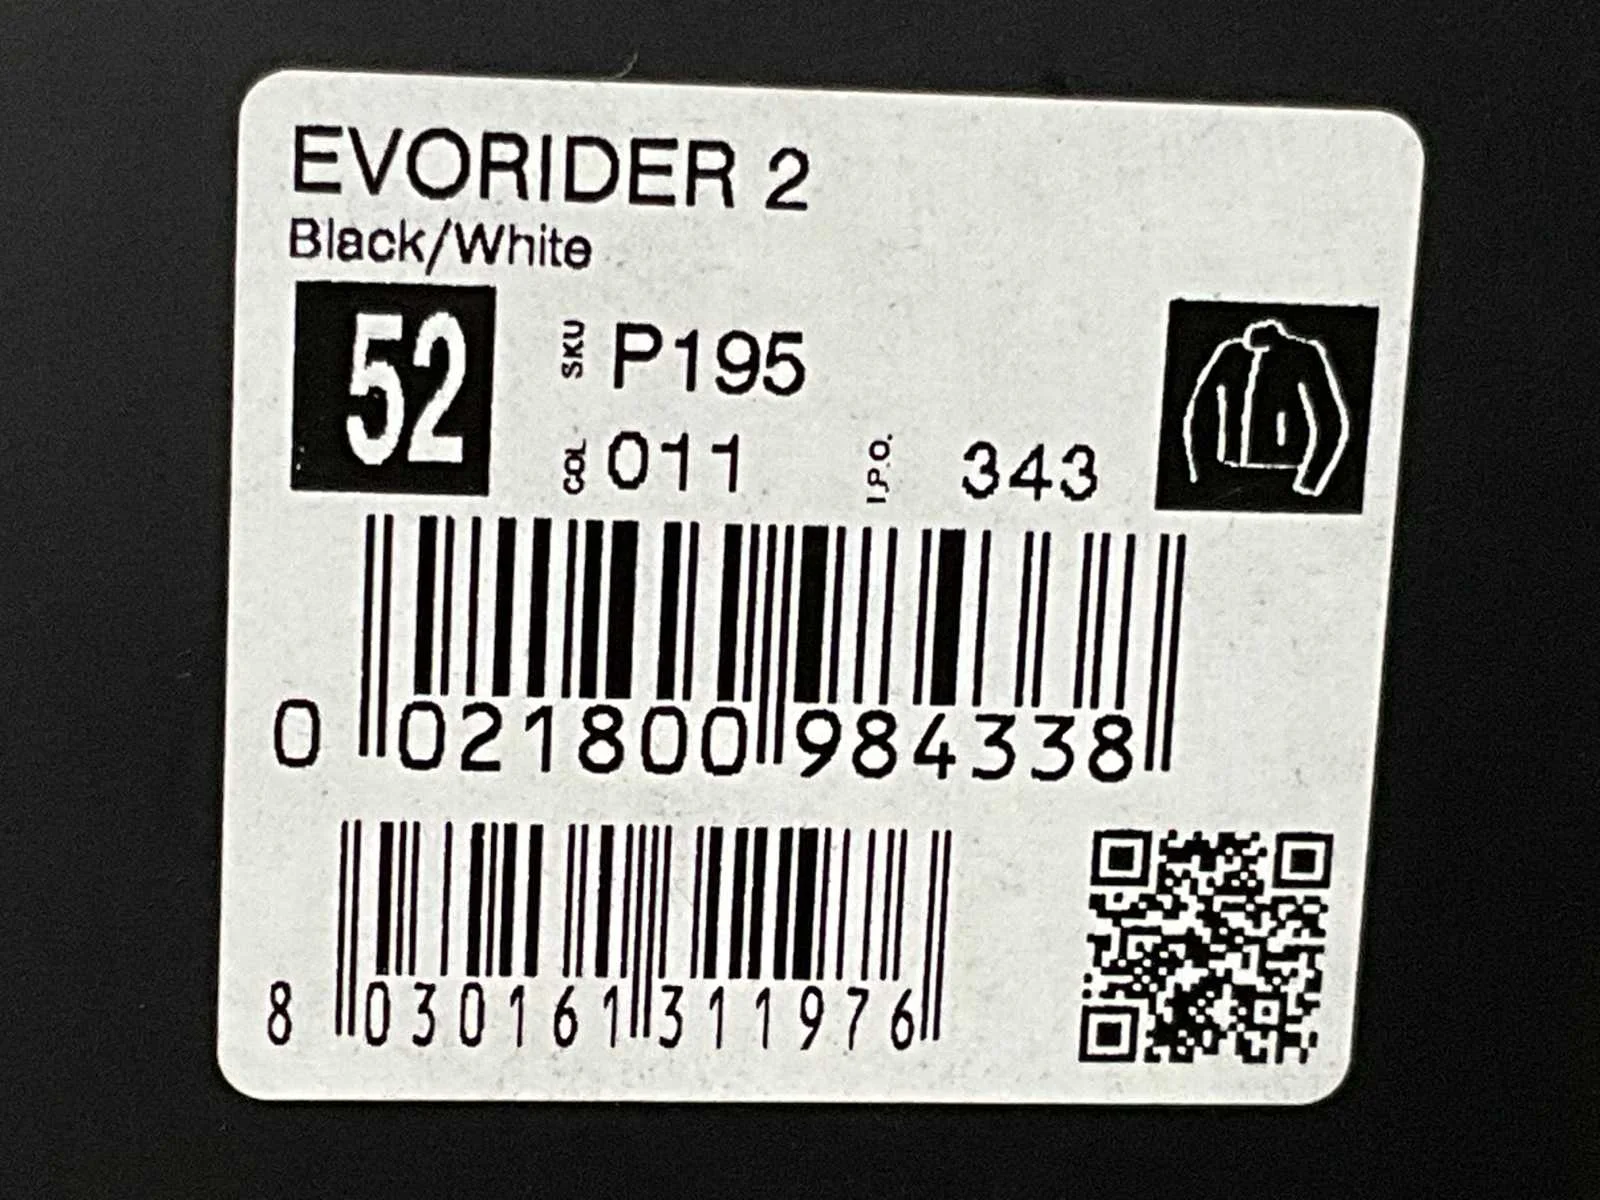 EVORIDER 2
Black/White
52
SKU P195
COL 011 I.P.O. 343
0 021800 984338
8 030161 311976